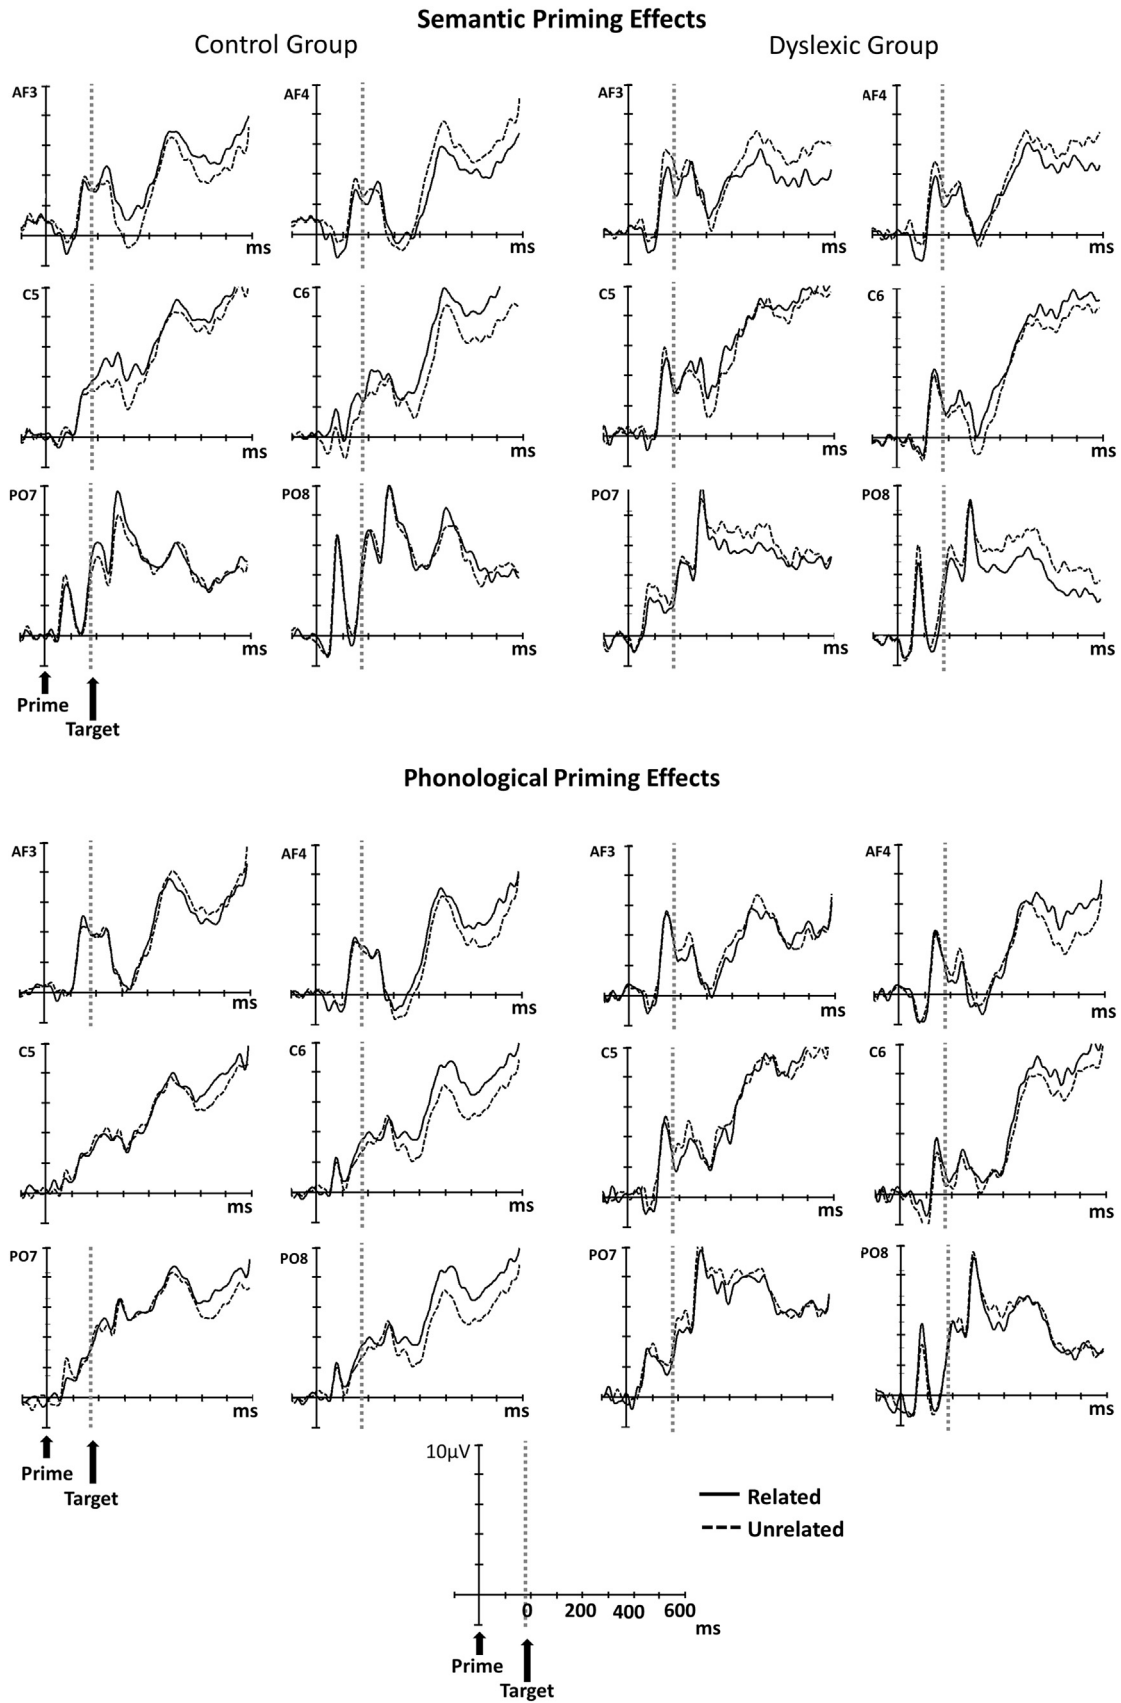 Semantic Priming Effects
Control Group Dyslexic Group
AF3 AF4 AF3 AF4
ms ms ms ms
C5 C6 C5 C6
ms ms ms ms
PO7 PO8 PO7 PO8
ms ms ms ms
Prime
Target
Phonological Priming Effects
AF3 AF4 AF3 AF4
ms ms ms ms
C5 C6 C5 C6
ms ms ms ms
PO7 PO8 PO7 PO8
ms ms ms ms
Prime
Target
10µV
Related
Unrelated
0 200 400 600
ms
Prime
Target